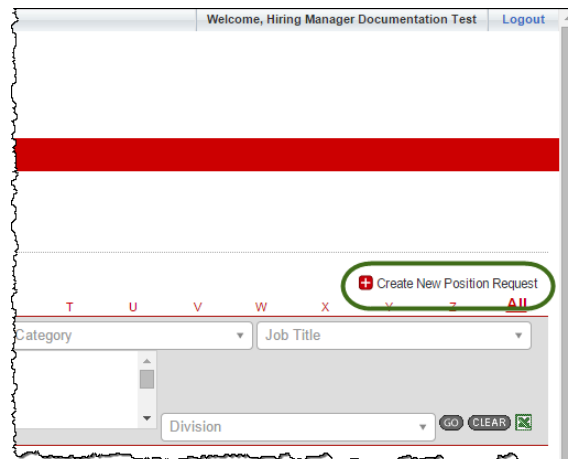 Welcome, Hiring Manager Documentation Test Logout
Create New Position Request
T U V W X Y Z All
Category Job Title
Division GO CLEAR